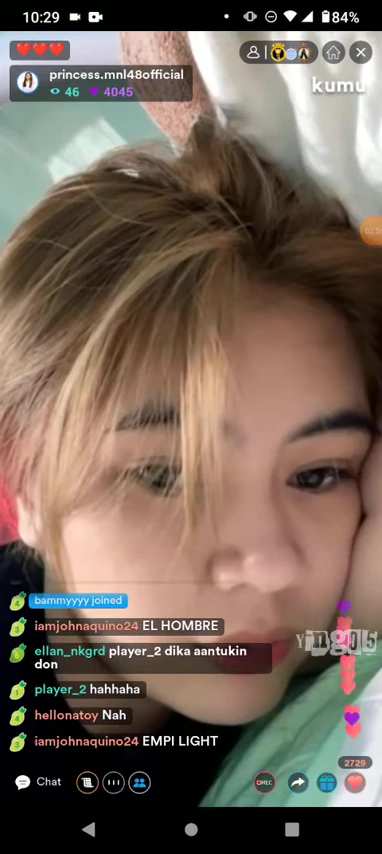 10:29
84%
princess.mnl48official
46 4045
kumu
bammyyyy joined
iamjohnaquino24 EL HOMBRE
ellan_nkgrd player_2 dika aantukin
don
player_2 hahhaha
hellonatoy Nah
iamjohnaquino24 EMPI LIGHT
2729
Chat
REC